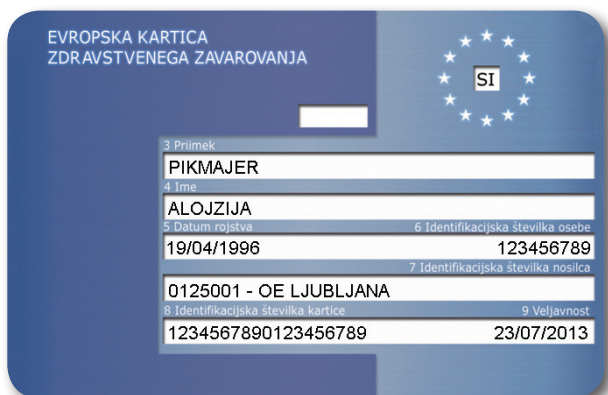 EVROPSKA KARTICA
ZDRAVSTVENEGA ZAVAROVANJA
SI
3 Priimek
PIKMAJER
4 Ime
ALOJZIJA
5 Datum rojstva 6 Identifikacijska številka osebe
19/04/1996 123456789
7 Identifikacijska številka nosilca
0125001 - OE LJUBLJANA
8 Identifikacijska številka kartice 9 Veljavnost
1234567890123456789 23/07/2013